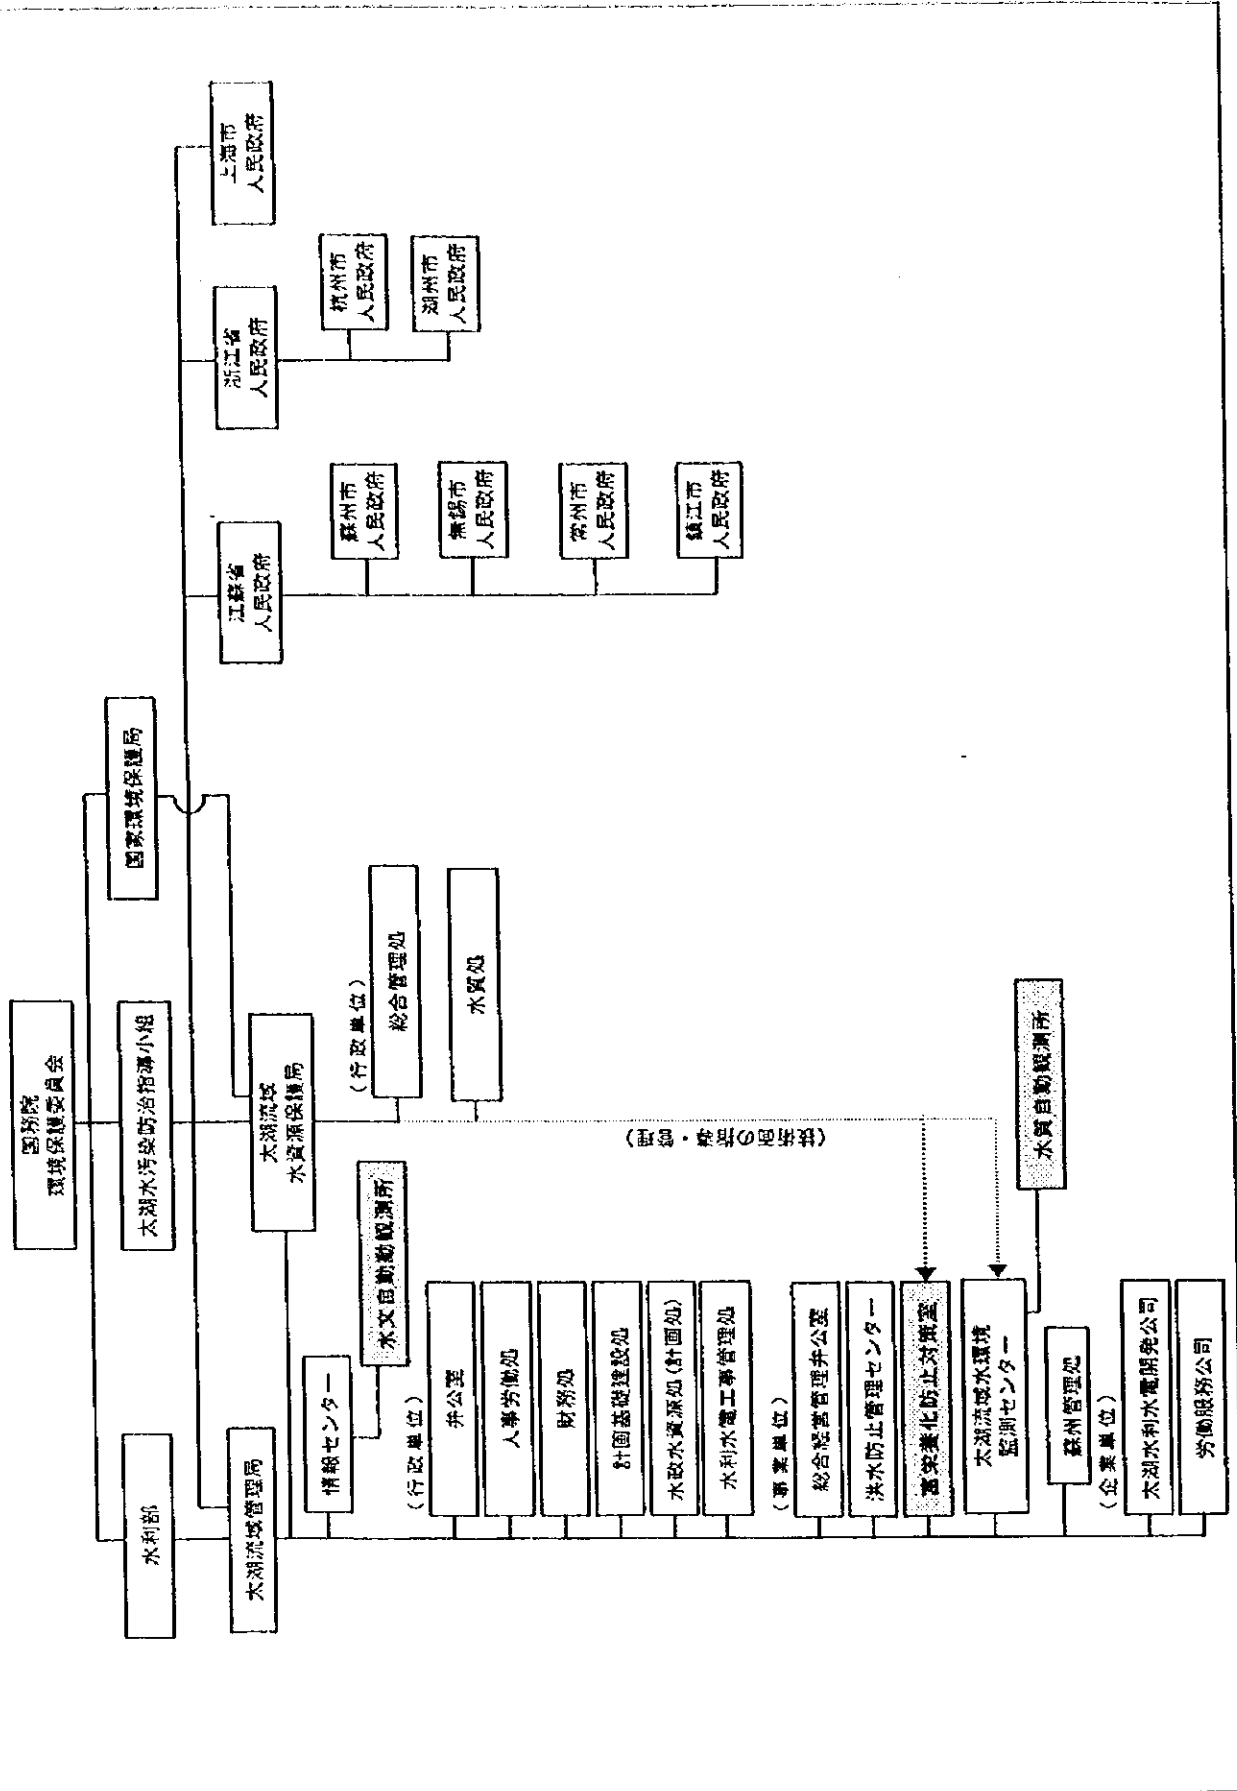 国務院
環境保護委員会
水利部
太湖水汚染防治指導小組
国家環境保護局
太湖流域管理局
太湖流域
水資源保護局
江蘇省
人民政府
浙江省
人民政府
上海市
人民政府
情報センター
水文自動勤観測所
(行政単位)
弁公室
人事労働処
財務処
計画基礎建設処
水政水資源処(計画処)
水利水電工事管理処
(事業単位)
総合経営管理弁公室
洪水防止管理センター
富栄養化防止対策室
太湖流域水環境
監測センター
水質自動観測所
蘇州管理処
(企業単位)
太湖水利水電開発公司
労働服務公司
(行政単位)
総合管理処
水質処
(技術面の指導・管理)
蘇州市
人民政府
無錫市
人民政府
常州市
人民政府
鎮江市
人民政府
杭州市
人民政府
湖州市
人民政府